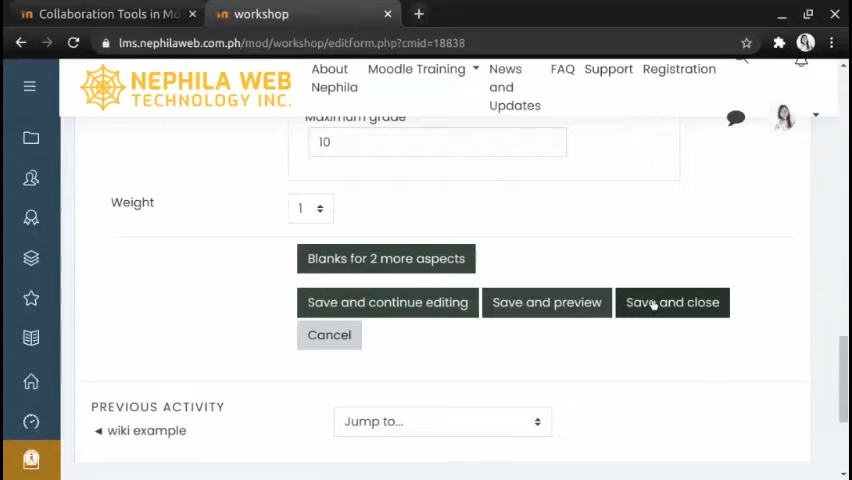 Collaboration Tools in Mo
workshop
lms.nephilaweb.com.ph/mod/workshop/editform.php?cmid=18838
NEPHILA WEB
TECHNOLOGY INC.
About Nephila
Moodle Training
News and Updates
FAQ
Support
Registration
Maximum grade
10
Weight
1
Blanks for 2 more aspects
Save and continue editing
Save and preview
Save and close
Cancel
PREVIOUS ACTIVITY
◄ wiki example
Jump to...